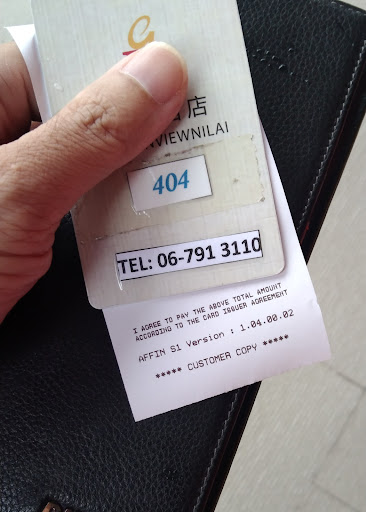 店
VIEWNILAI
404
TEL: 06-791 3110
I AGREE TO PAY THE ABOVE TOTAL AMOUNT
ACCORDING TO THE CARD ISSUER AGREEMENT
AFFIN S1 Version : 1.04.00.02
***** CUSTOMER COPY *****